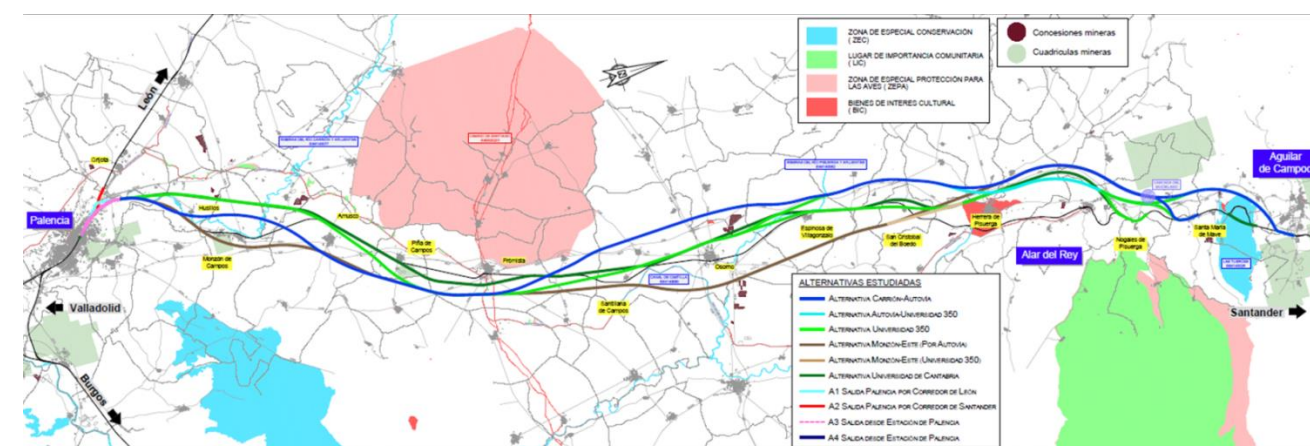 ZONA DE ESPECIAL CONSERVACIÓN
( ZEC)
LUGAR DE IMPORTANCIA COMUNITARIA
( LIC)
ZONA DE ESPECIAL PROTECCIÓN PARA
LAS AVES ( ZEPA)
BIENES DE INTERES CULTURAL
( BIC)
Concesiones mineras
Cuadrículas mineras
León
Grijota
Palencia
Husillos
Monzón de
Campos
Amusco
Piña de
Campos
Frómista
Santillana
de Campos
Osorno
Espinosa de
Villagonzalo
San Cristobal
del Boedo
Herrera de
Pisuerga
Alar del Rey
Nogales de
Pisuerga
Santa María
de Mave
Aguilar
de Campoo
Valladolid
Burgos
Santander
ALTERNATIVAS ESTUDIADAS
ALTERNATIVA CARRIÓN-AUTOVÍA
ALTERNATIVA AUTOVÍA-UNIVERSIDAD 350
ALTERNATIVA UNIVERSIDAD 350
ALTERNATIVA MONZÓN-ESTE (POR AUTOVÍA)
ALTERNATIVA MONZÓN-ESTE (UNIVERSIDAD 350)
ALTERNATIVA UNIVERSIDAD DE CANTABRIA
A1 SALIDA PALENCIA POR CORREDOR DE LEÓN
A2 SALIDA PALENCIA POR CORREDOR DE SANTANDER
A3 SALIDA DESDE ESTACIÓN DE PALENCIA
A4 SALIDA DESDE ESTACIÓN DE PALENCIA